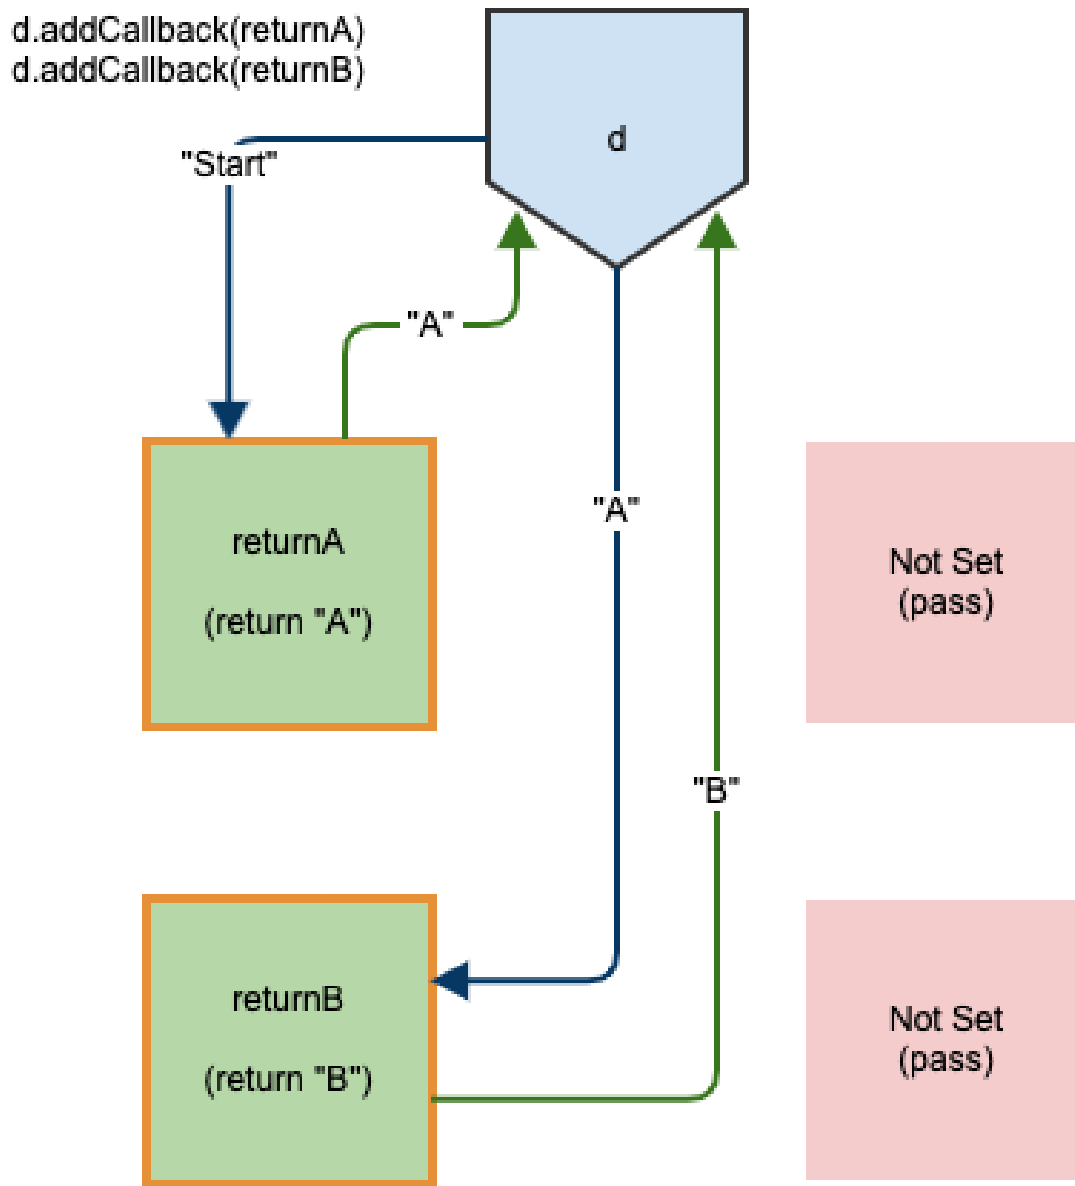 d.addCallback(returnA)
d.addCallback(returnB)
d
"Start"
"A"
"A"
returnA
(return "A")
Not Set
(pass)
"B"
returnB
(return "B")
Not Set
(pass)